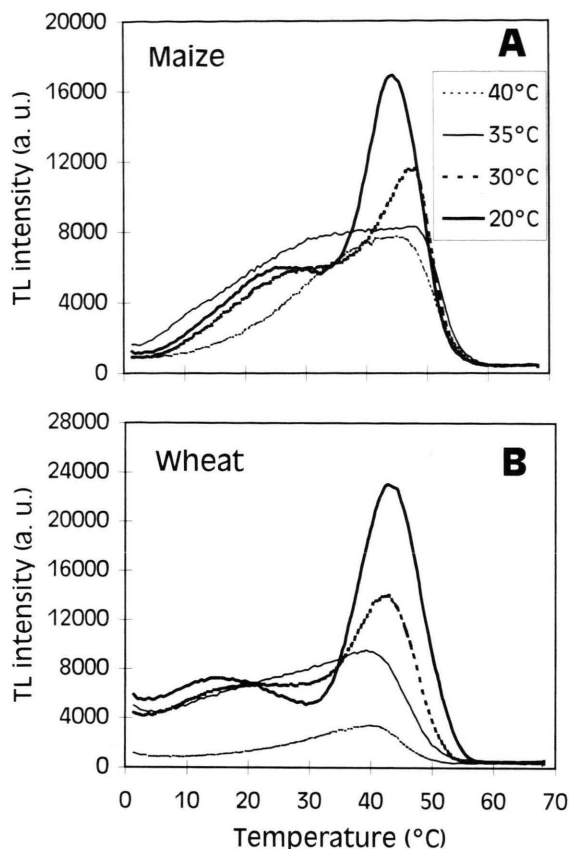 A
Maize
20000
16000
12000
8000
4000
0
TL intensity (a. u.)
40°C
35°C
30°C
20°C
B
Wheat
28000
24000
20000
16000
12000
8000
4000
0
TL intensity (a. u.)
0 10 20 30 40 50 60 70
Temperature (°C)